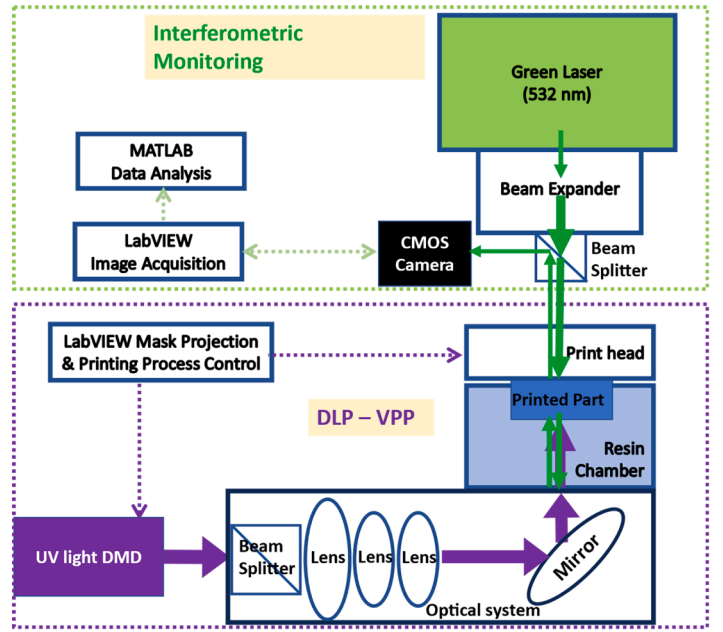 Interferometric
Monitoring
Green Laser
(532 nm)
MATLAB
Data Analysis
Beam Expander
LabVIEW
Image Acquisition
CMOS
Camera
Beam
Splitter
LabVIEW Mask Projection
& Printing Process Control
Print head
Printed Part
DLP – VPP
Resin
Chamber
UV light DMD
Beam
Splitter
Lens
Lens
Lens
Mirror
Optical system